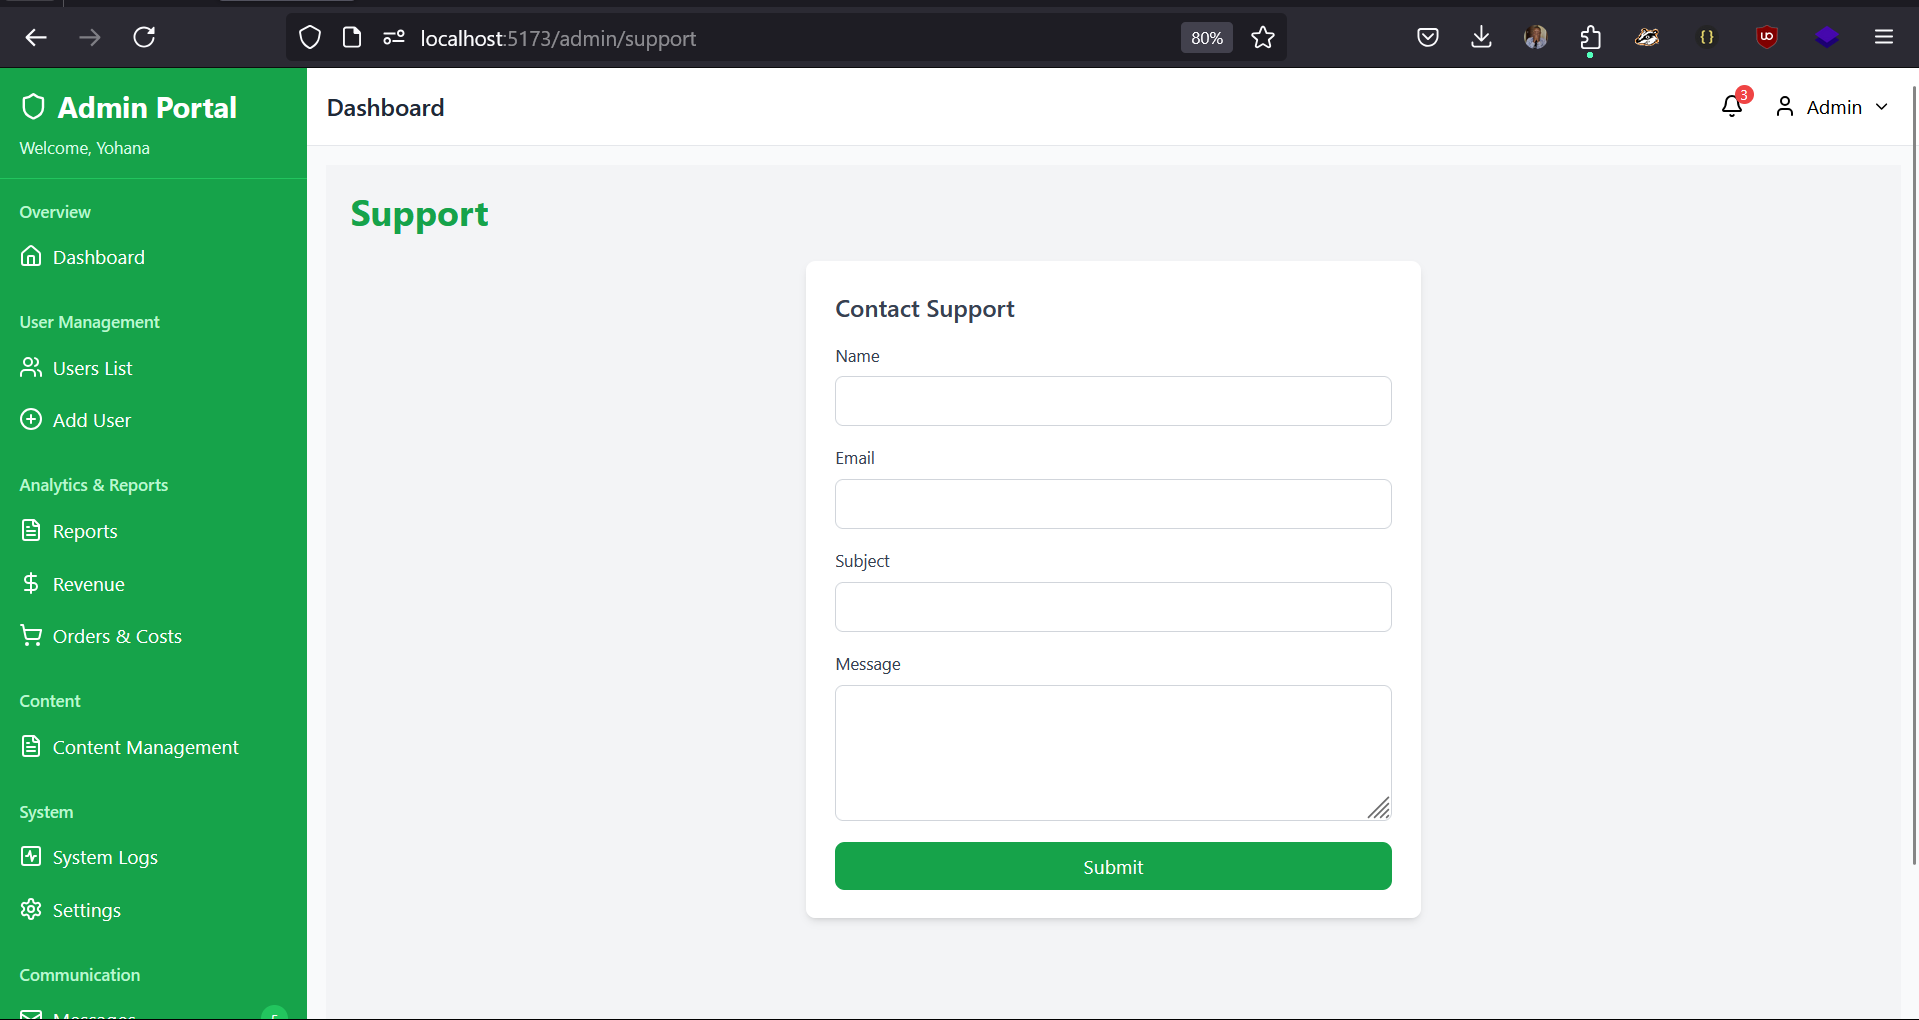 localhost:5173/admin/support
80%
Admin Portal
Welcome, Yohana
Overview
Dashboard
User Management
Users List
Add User
Analytics & Reports
Reports
Revenue
Orders & Costs
Content
Content Management
System
System Logs
Settings
Communication
Messages
Dashboard
3
Admin
Support
Contact Support
Name
Email
Subject
Message
Submit